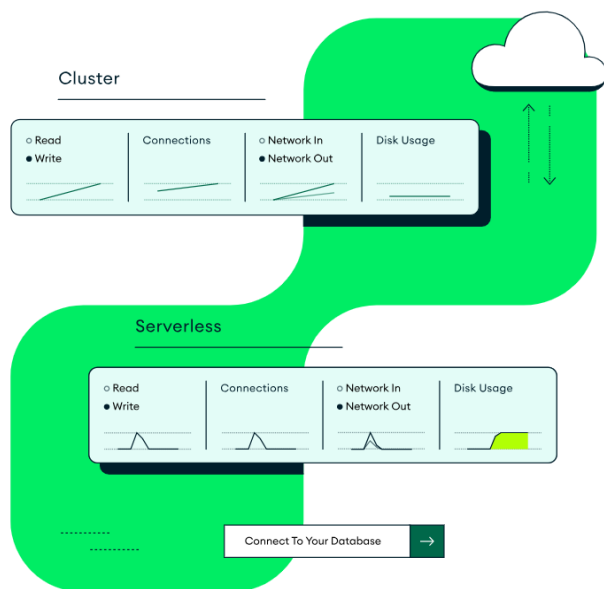 Cluster
Read
Write
Connections
Network In
Network Out
Disk Usage
Serverless
Read
Write
Connections
Network In
Network Out
Disk Usage
Connect To Your Database